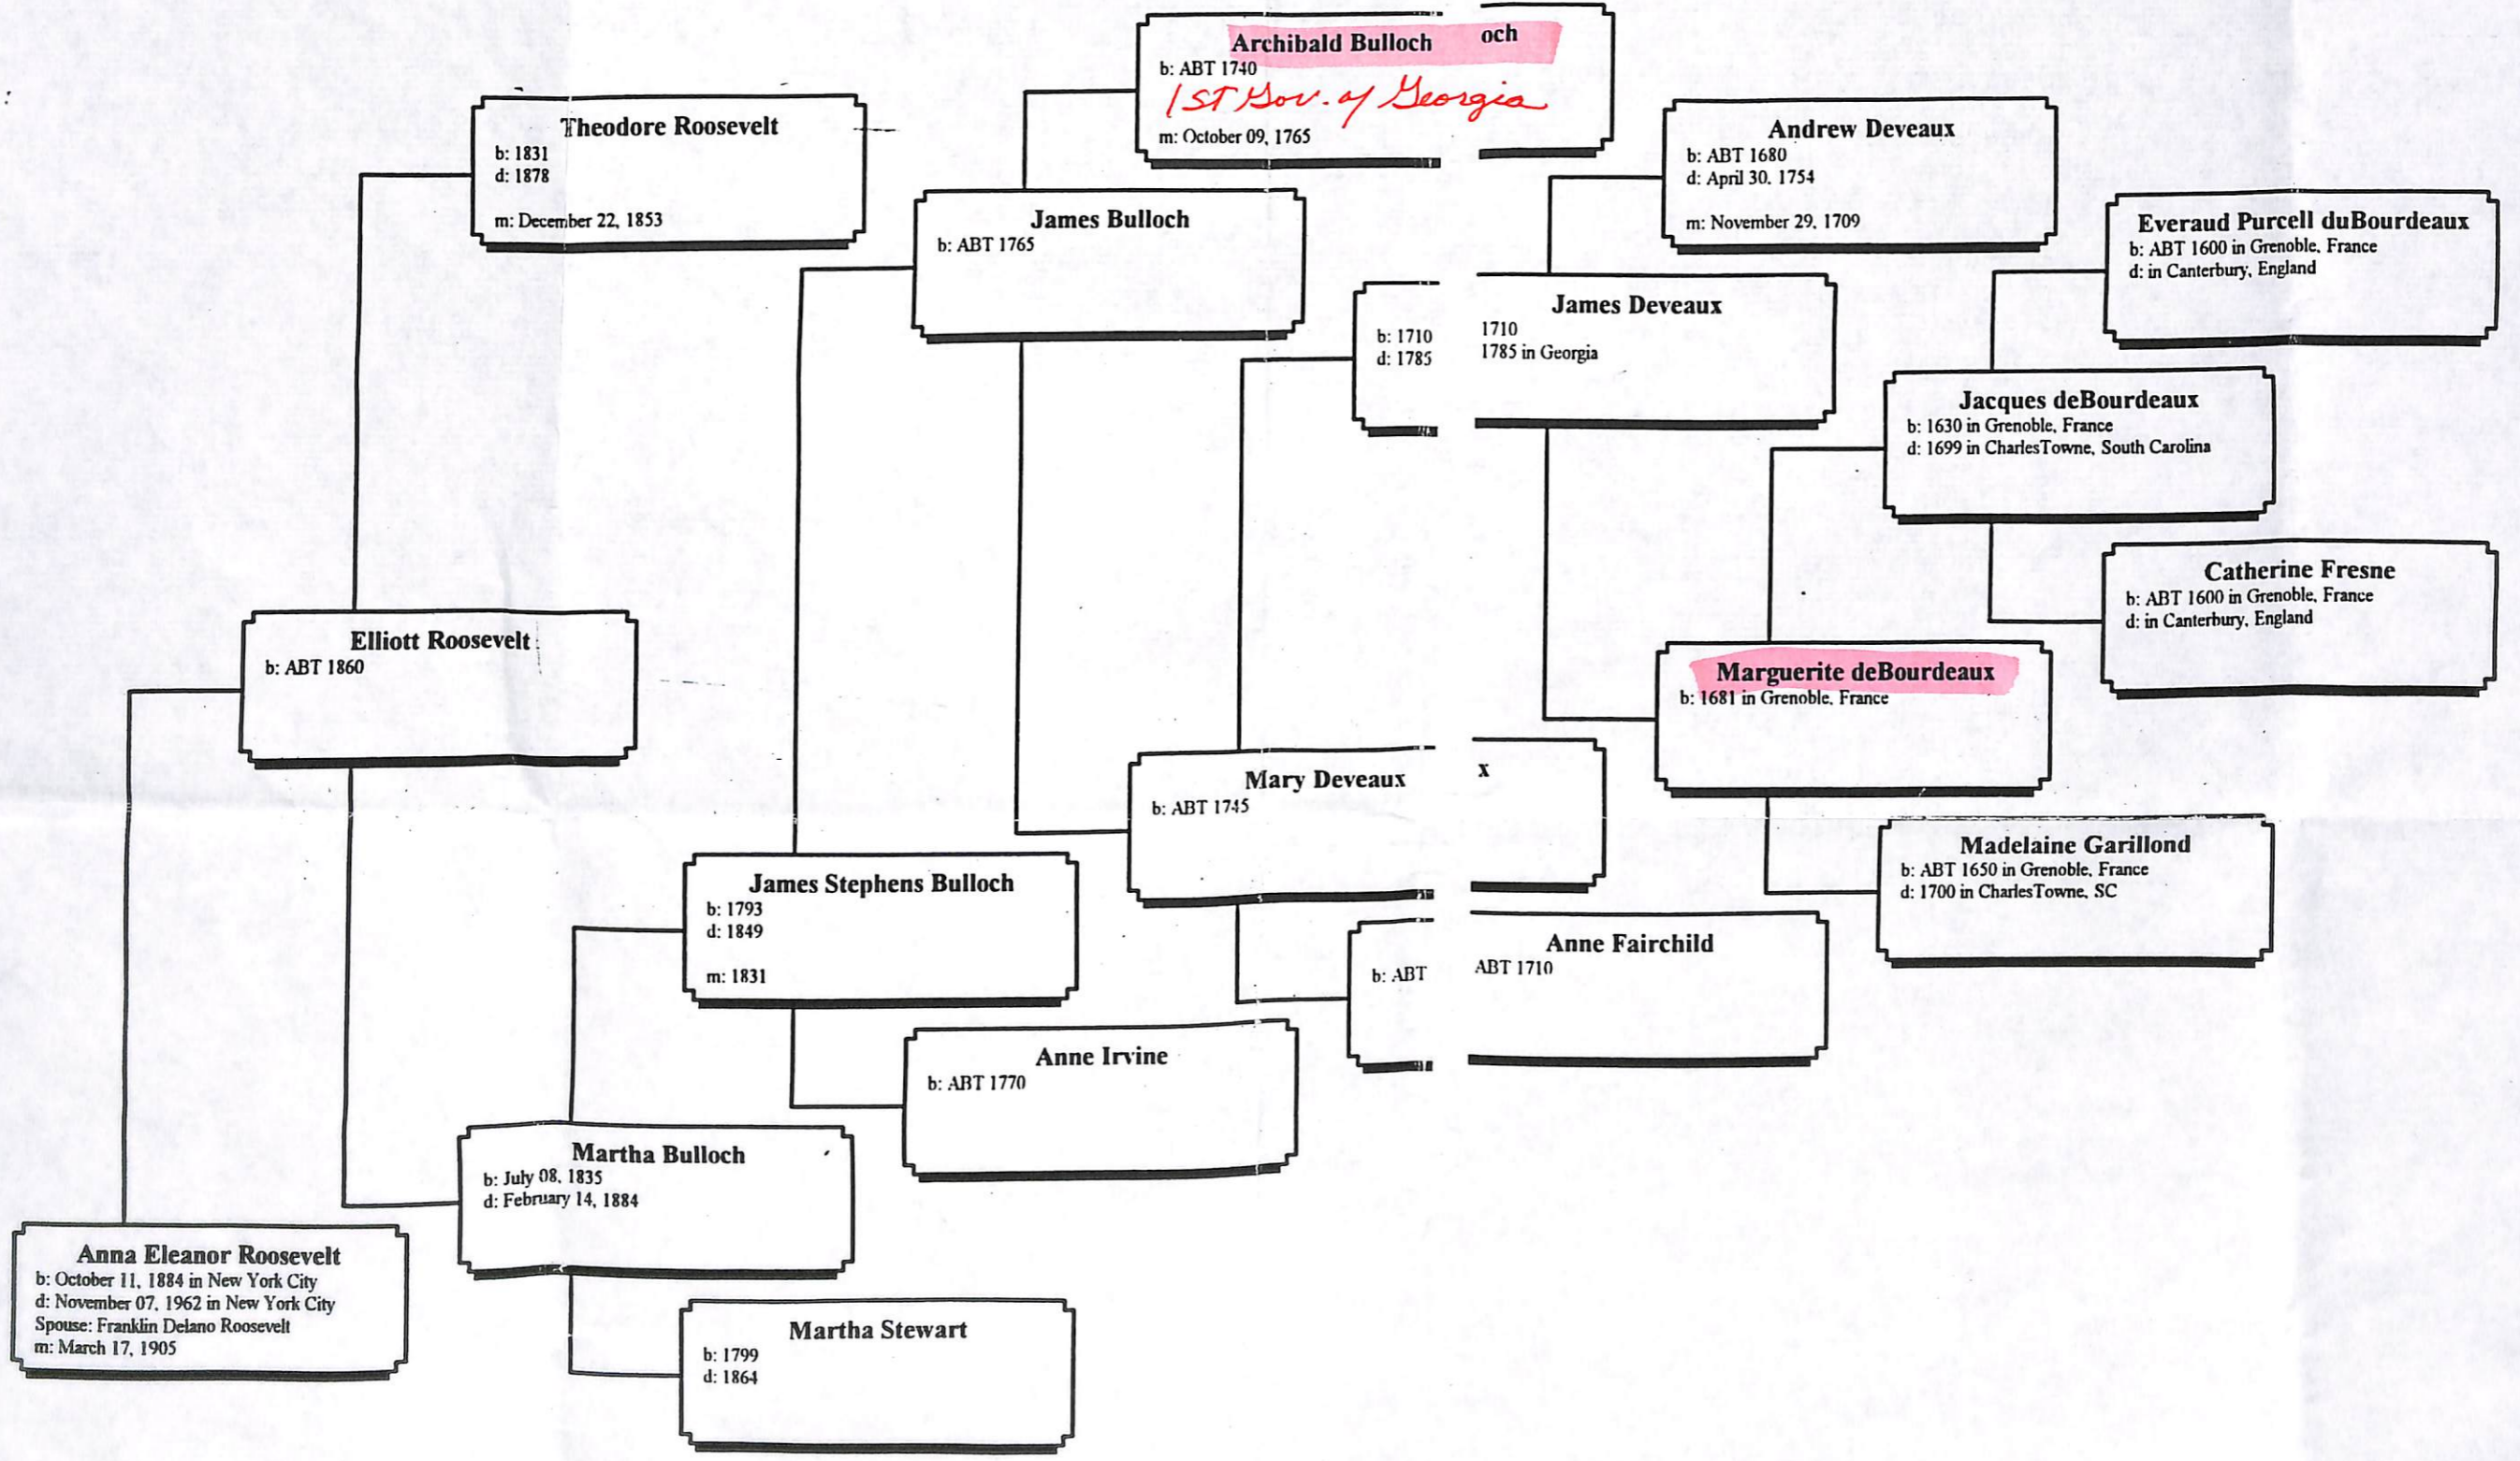 Archibald Bulloch och
b: ABT 1740
1ST Gov. of Georgia
m: October 09, 1765
Theodore Roosevelt
b: 1831
d: 1878
m: December 22, 1853
Andrew Deveaux
b: ABT 1680
d: April 30, 1754
m: November 29, 1709
James Bulloch
b: ABT 1765
Everaud Purcell duBourdeaux
b: ABT 1600 in Grenoble, France
d: in Canterbury, England
James Deveaux
b: 1710 1710
d: 1785 1785 in Georgia
Jacques deBourdeaux
b: 1630 in Grenoble, France
d: 1699 in CharlesTowne, South Carolina
Catherine Fresne
b: ABT 1600 in Grenoble, France
d: in Canterbury, England
Elliott Roosevelt
b: ABT 1860
Marguerite deBourdeaux
b: 1681 in Grenoble, France
Mary Deveaux x
b: ABT 1745
Madelaine Garillond
b: ABT 1650 in Grenoble, France
d: 1700 in CharlesTowne, SC
James Stephens Bulloch
b: 1793
d: 1849
m: 1831
Anne Fairchild
b: ABT ABT 1710
Anne Irvine
b: ABT 1770
Martha Bulloch
b: July 08, 1835
d: February 14, 1884
Anna Eleanor Roosevelt
b: October 11, 1884 in New York City
d: November 07, 1962 in New York City
Spouse: Franklin Delano Roosevelt
m: March 17, 1905
Martha Stewart
b: 1799
d: 1864